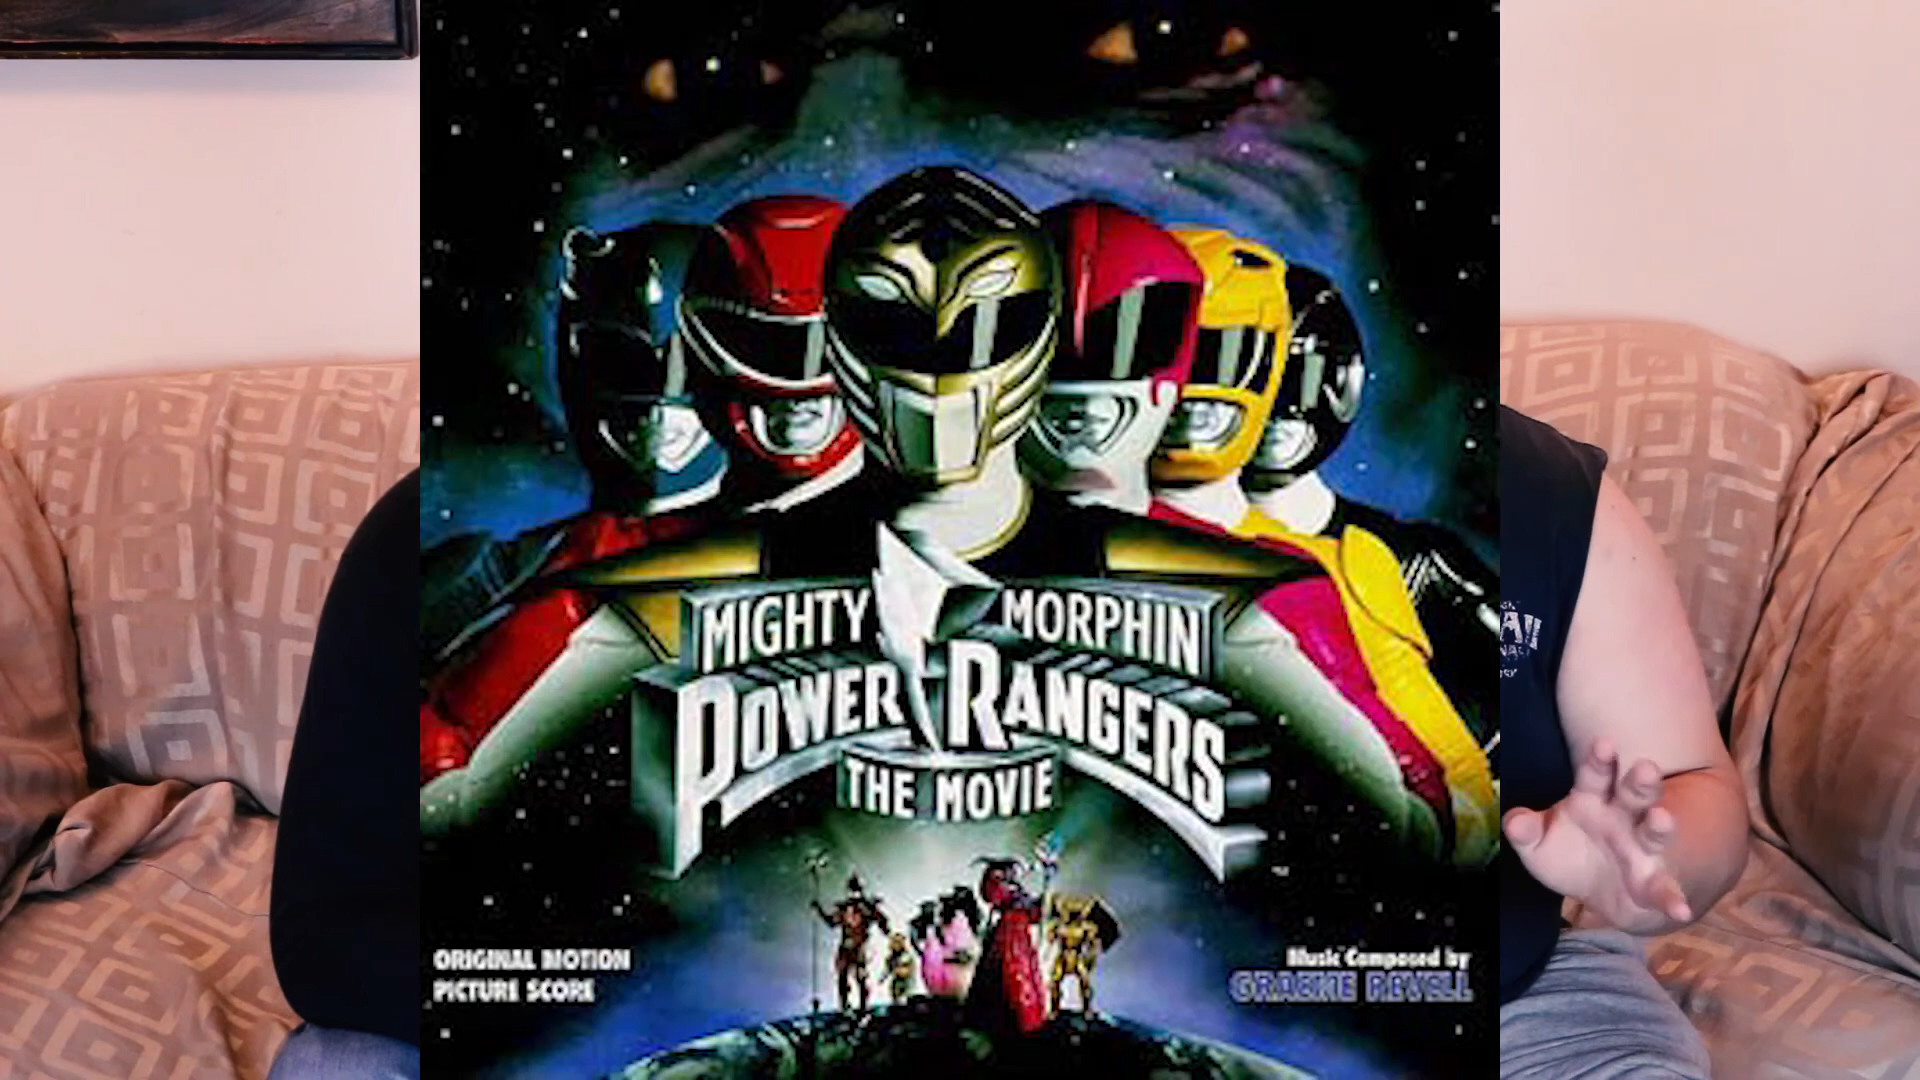 MIGHTY MORPHIN
POWER RANGERS
THE MOVIE
ORIGINAL MOTION
PICTURE SCORE
Music Composed by
GRAEME REVELL